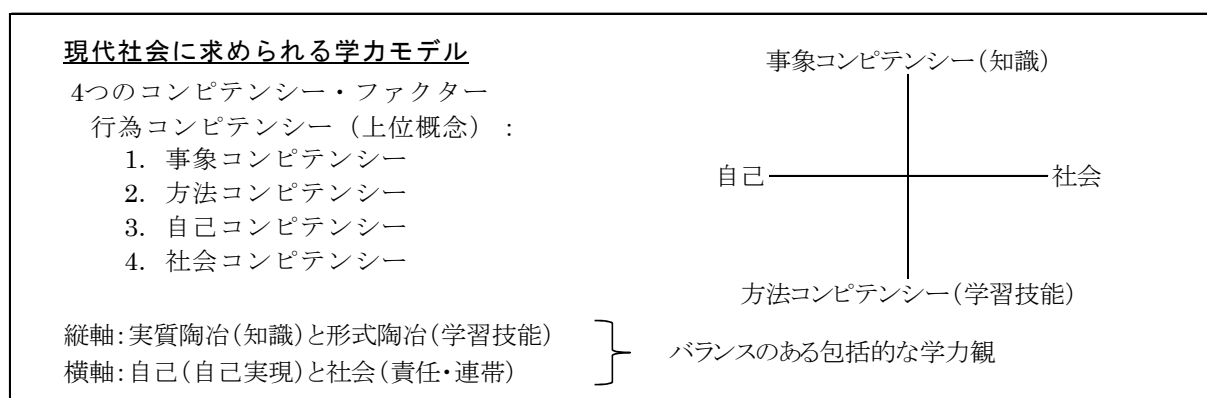 現代社会に求められる学力モデル
4つのコンピテンシー・ファクター
行為コンピテンシー（上位概念）：
1. 事象コンピテンシー
2. 方法コンピテンシー
3. 自己コンピテンシー
4. 社会コンピテンシー
事象コンピテンシー(知識)
自己
社会
方法コンピテンシー(学習技能)
縦軸:実質陶冶(知識)と形式陶冶(学習技能)
横軸:自己(自己実現)と社会(責任・連帯)
バランスのある包括的な学力観